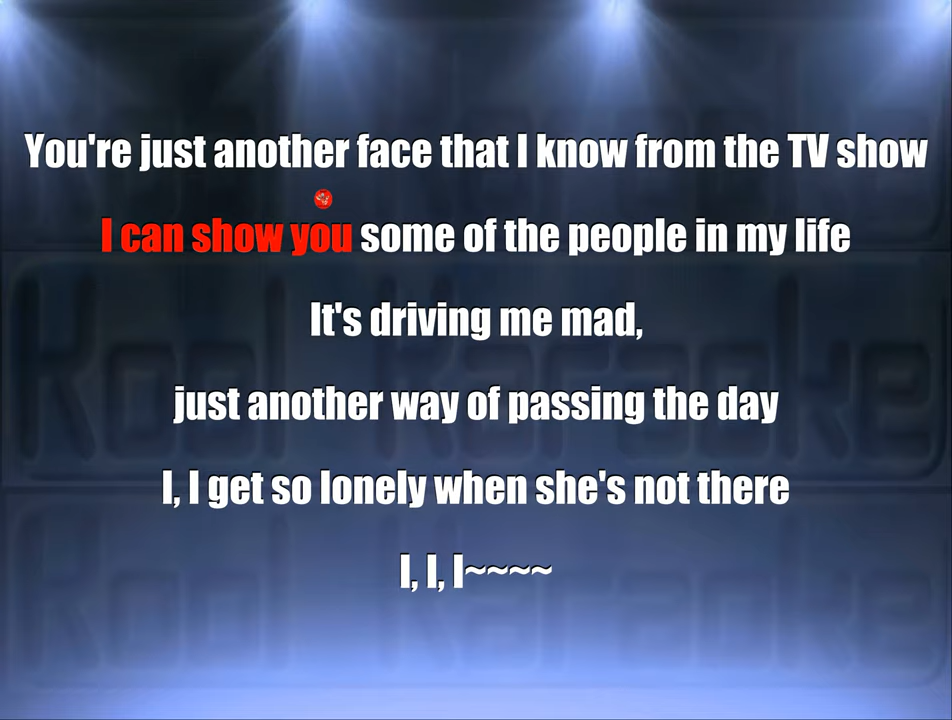 You're just another face that I know from the TV show
I can show you some of the people in my life
It's driving me mad,
just another way of passing the day
I, I get so lonely when she's not there
I, I, I~~~~
Kool Karaoke